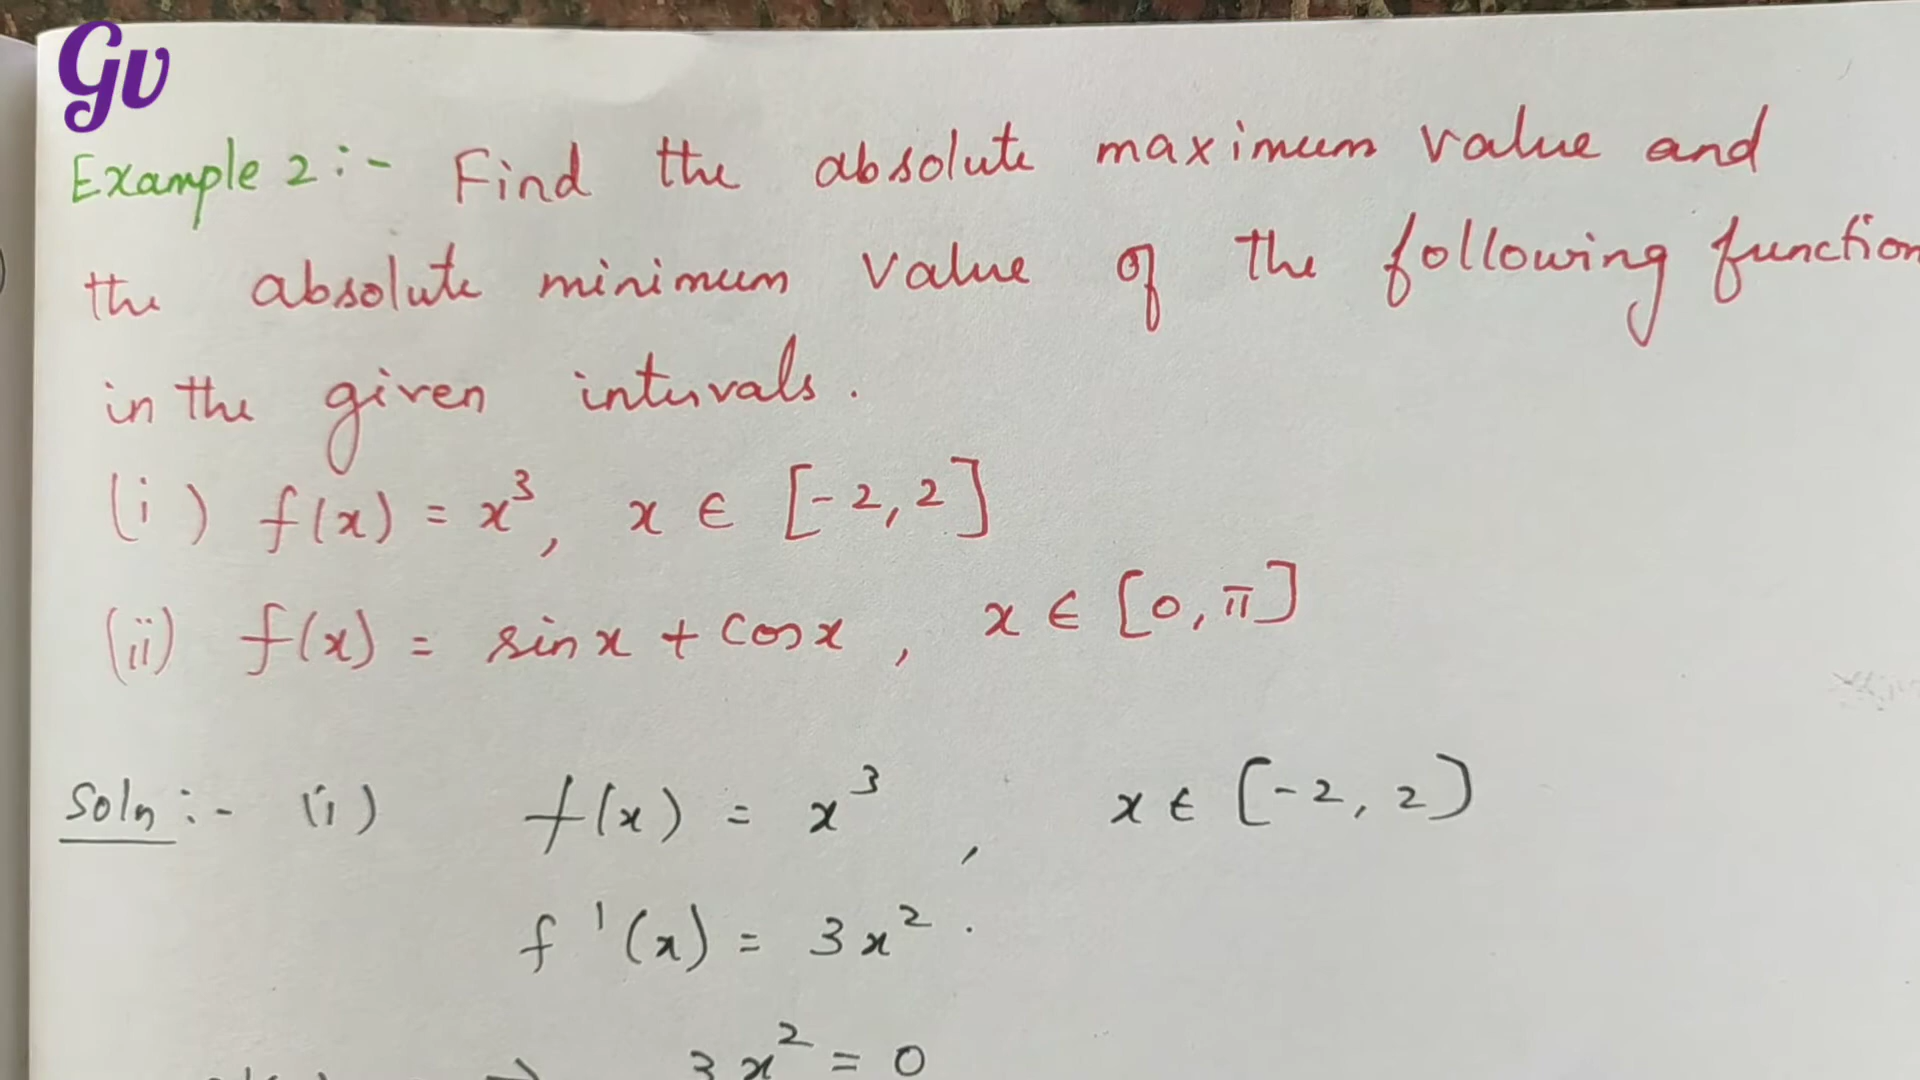 Gv
Example 2 :- Find the absolute maximum value and
the absolute minimum value of the following function
in the given intervals.
(i) f(x) = x³, x ∈ [-2, 2]
(ii) f(x) = sin x + cos x, x ∈ [0, π]
Soln :- (i) f(x) = x³, x ∈ [-2, 2]
f'(x) = 3x².
3x² = 0